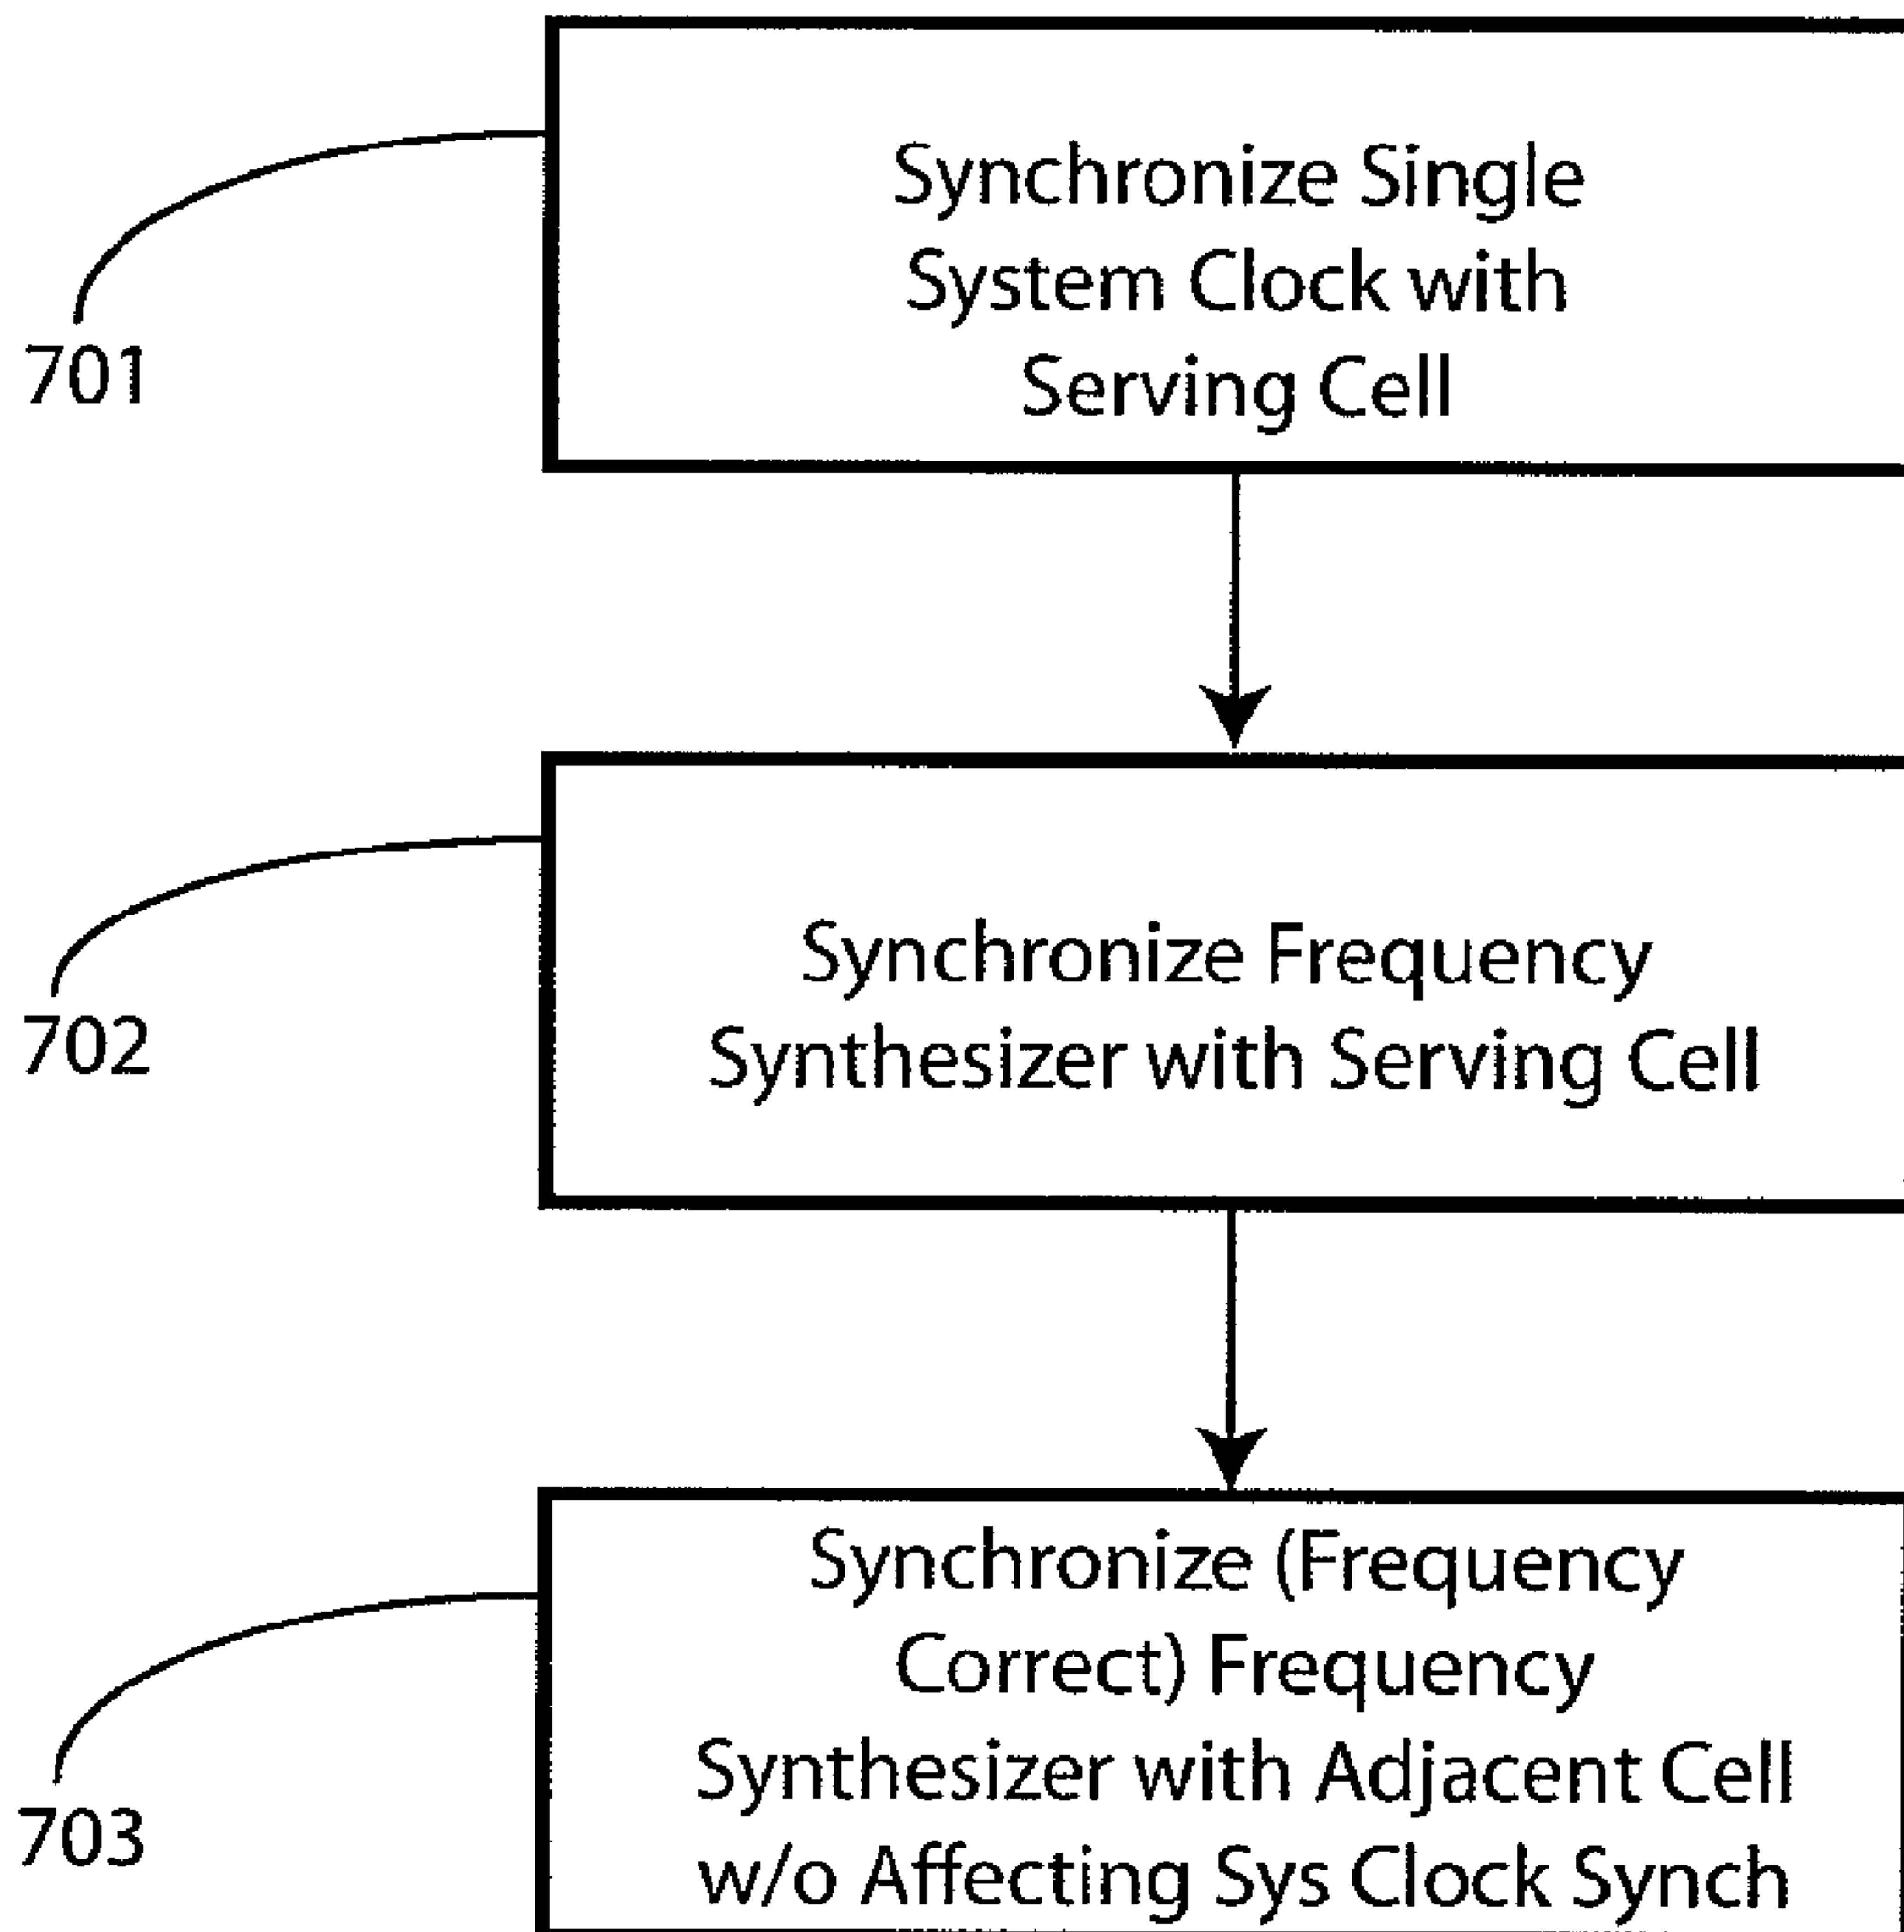 Synchronize Single
System Clock with
Serving Cell
701
Synchronize Frequency
Synthesizer with Serving Cell
702
Synchronize (Frequency
Correct) Frequency
Synthesizer with Adjacent Cell
w/o Affecting Sys Clock Synch
703